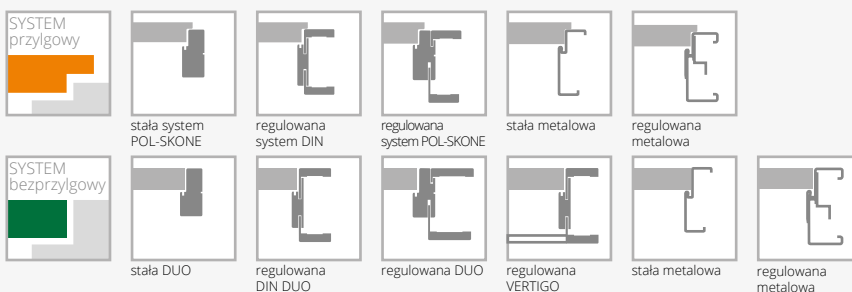 SYSTEM
przylgowy
stała system
POL-SKONE
regulowana
system DIN
regulowana
system POL-SKONE
stała metalowa
regulowana
metalowa
SYSTEM
bezprzylgowy
stała DUO
regulowana
DIN DUO
regulowana DUO
regulowana
VERTIGO
stała metalowa
regulowana
metalowa